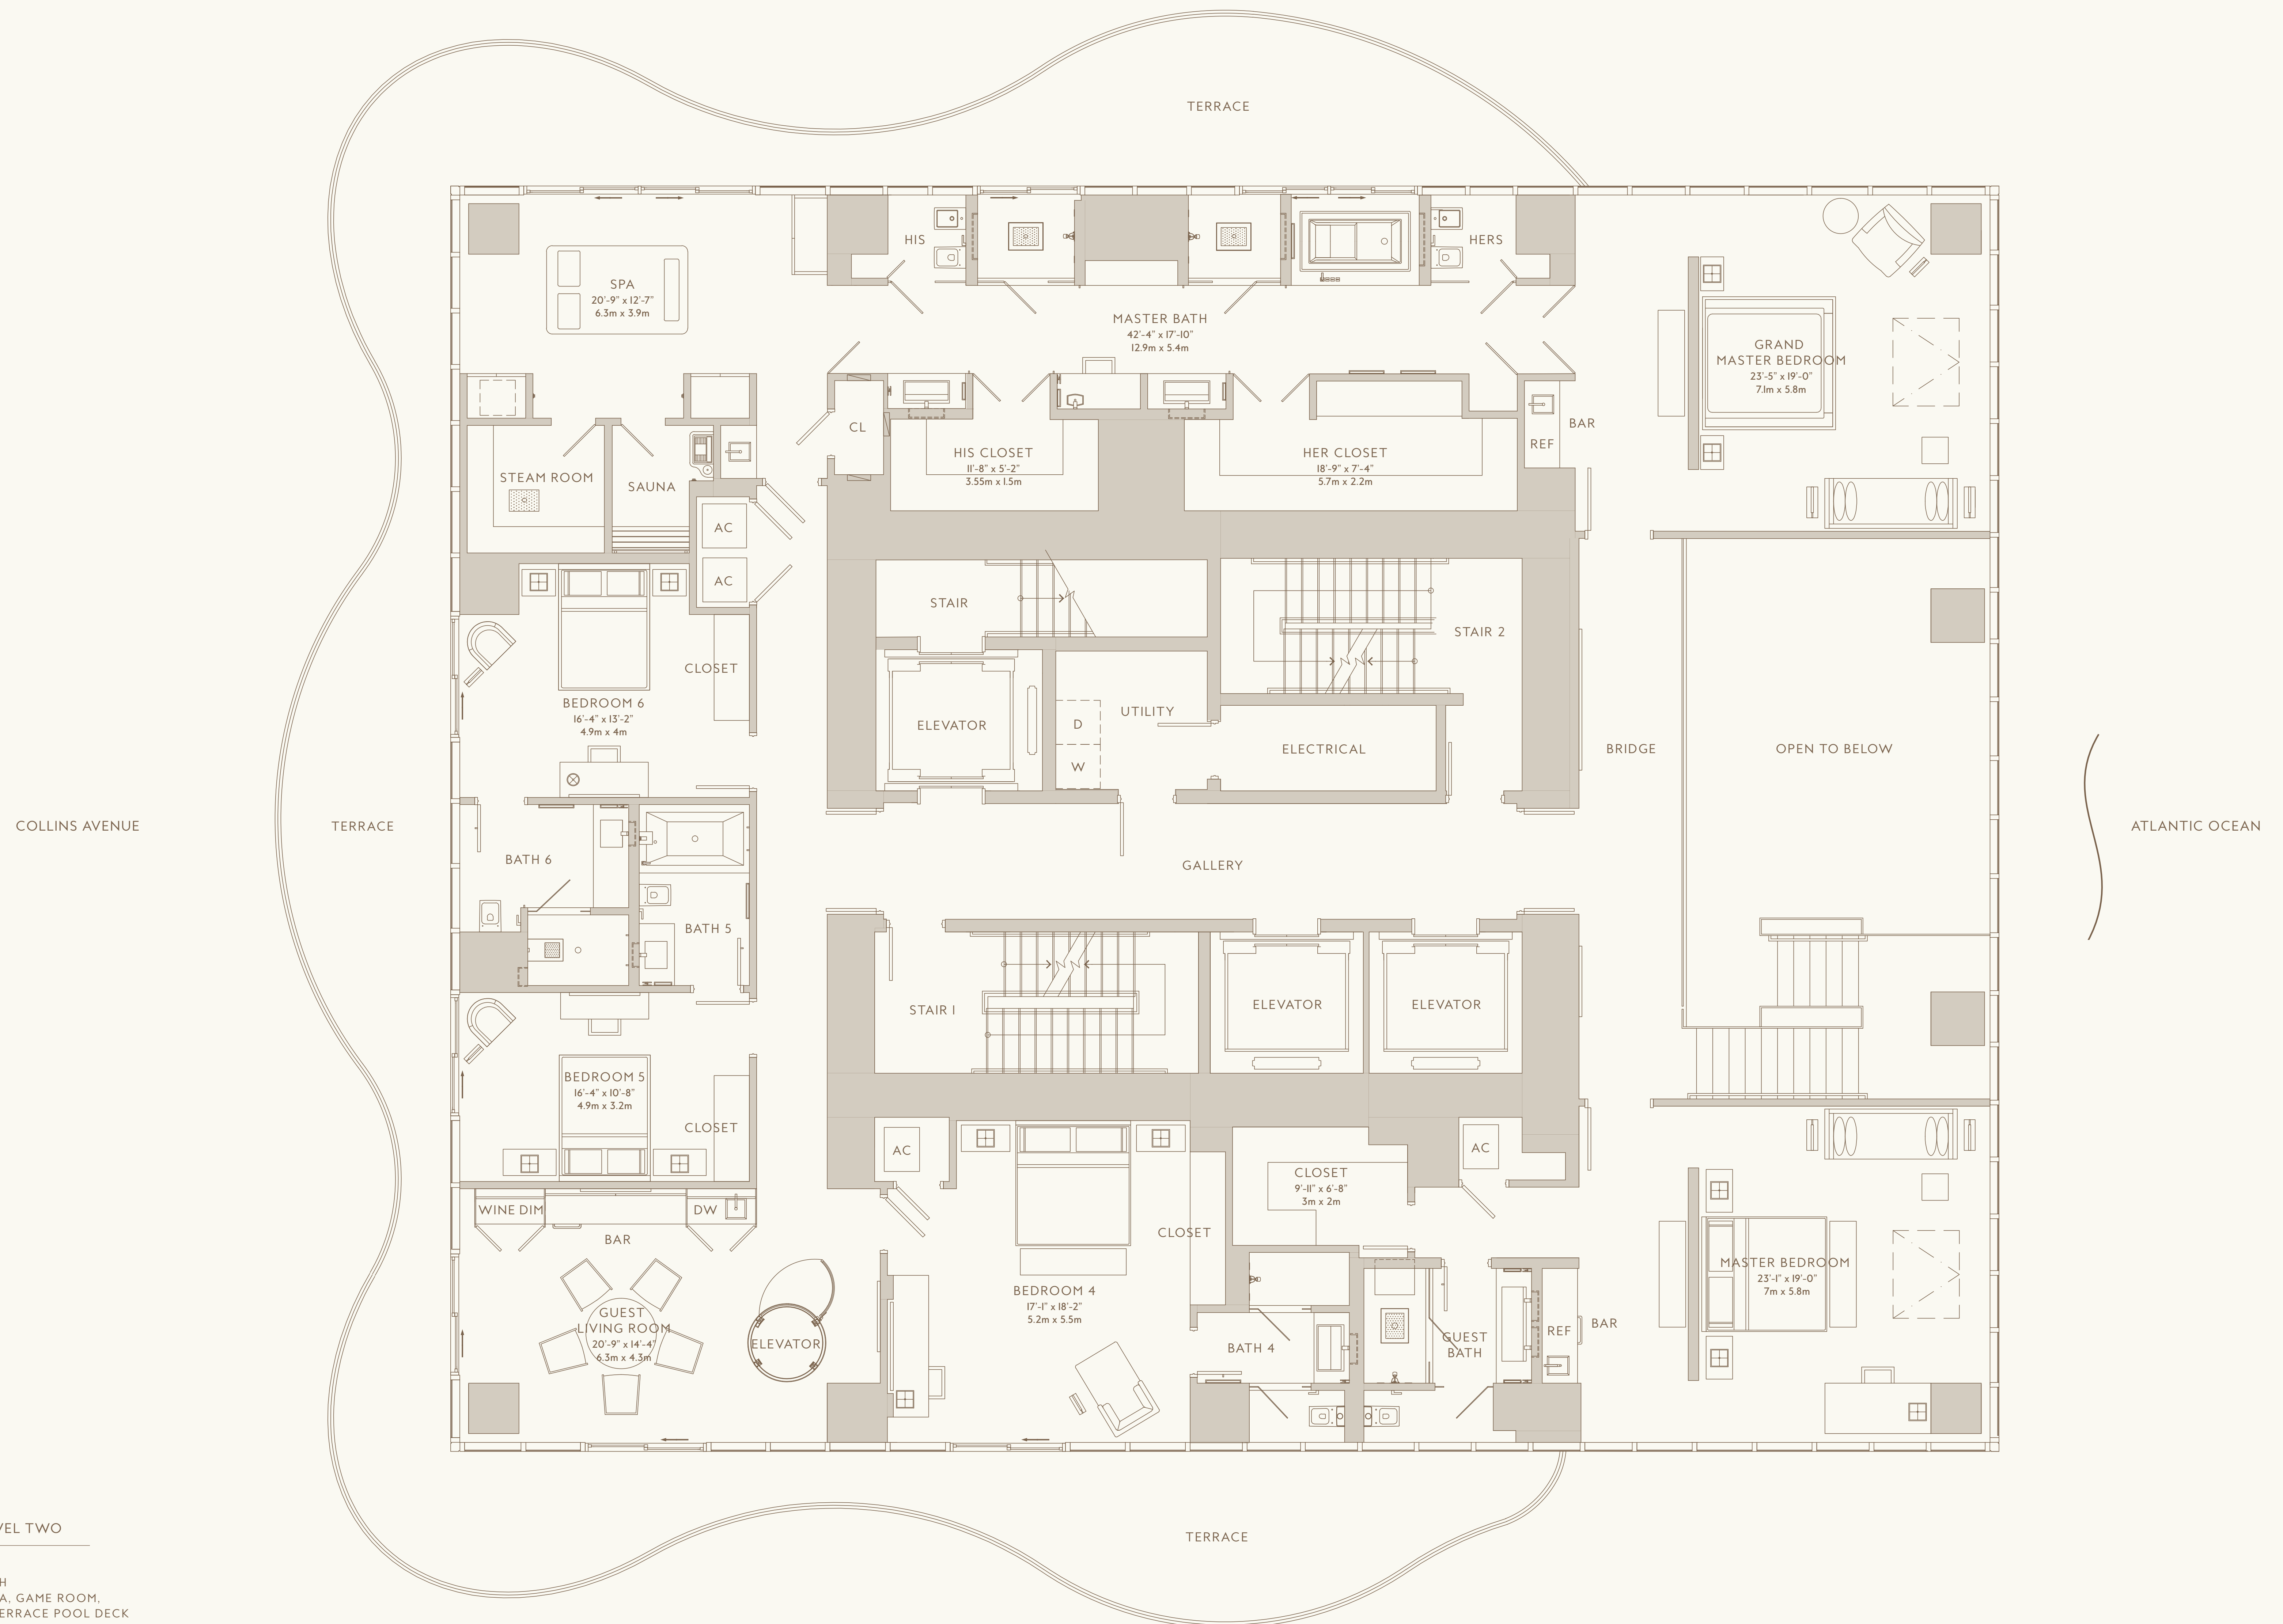 TERRACE
HIS
HERS
SPA
20'-9" x 12'-7"
6.3m x 3.9m
MASTER BATH
42'-4" x 17'-10"
12.9m x 5.4m
GRAND
MASTER BEDROOM
23'-5" x 19'-0"
7.1m x 5.8m
CL
HIS CLOSET
11'-8" x 5'-2"
3.55m x 1.5m
HER CLOSET
18'-9" x 7'-4"
5.7m x 2.2m
BAR
REF
STEAM ROOM
SAUNA
AC
AC
STAIR
STAIR 2
CLOSET
BEDROOM 6
16'-4" x 13'-2"
4.9m x 4m
ELEVATOR
UTILITY
D
W
ELECTRICAL
BRIDGE
OPEN TO BELOW
COLLINS AVENUE
TERRACE
ATLANTIC OCEAN
BATH 6
GALLERY
BATH 5
STAIR 1
ELEVATOR
ELEVATOR
BEDROOM 5
16'-4" x 10'-8"
4.9m x 3.2m
CLOSET
AC
AC
CLOSET
9'-11" x 6'-8"
3m x 2m
WINE DIM
DW
BAR
CLOSET
BEDROOM 4
17'-1" x 18'-2"
5.2m x 5.5m
MASTER BEDROOM
23'-1" x 19'-0"
7m x 5.8m
GUEST
LIVING ROOM
20'-9" x 14'-4"
6.3m x 4.3m
ELEVATOR
BATH 4
GUEST
BATH
REF
BAR
TERRACE
VEL TWO
H
A, GAME ROOM,
ERRACE POOL DECK